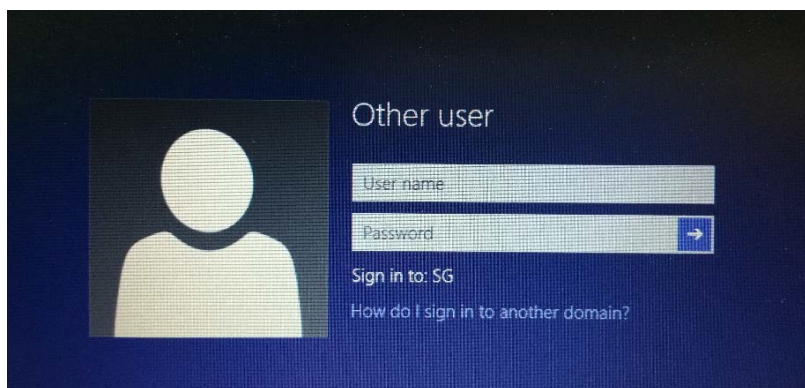 Other user
User name
Password
Sign in to: SG
How do I sign in to another domain?